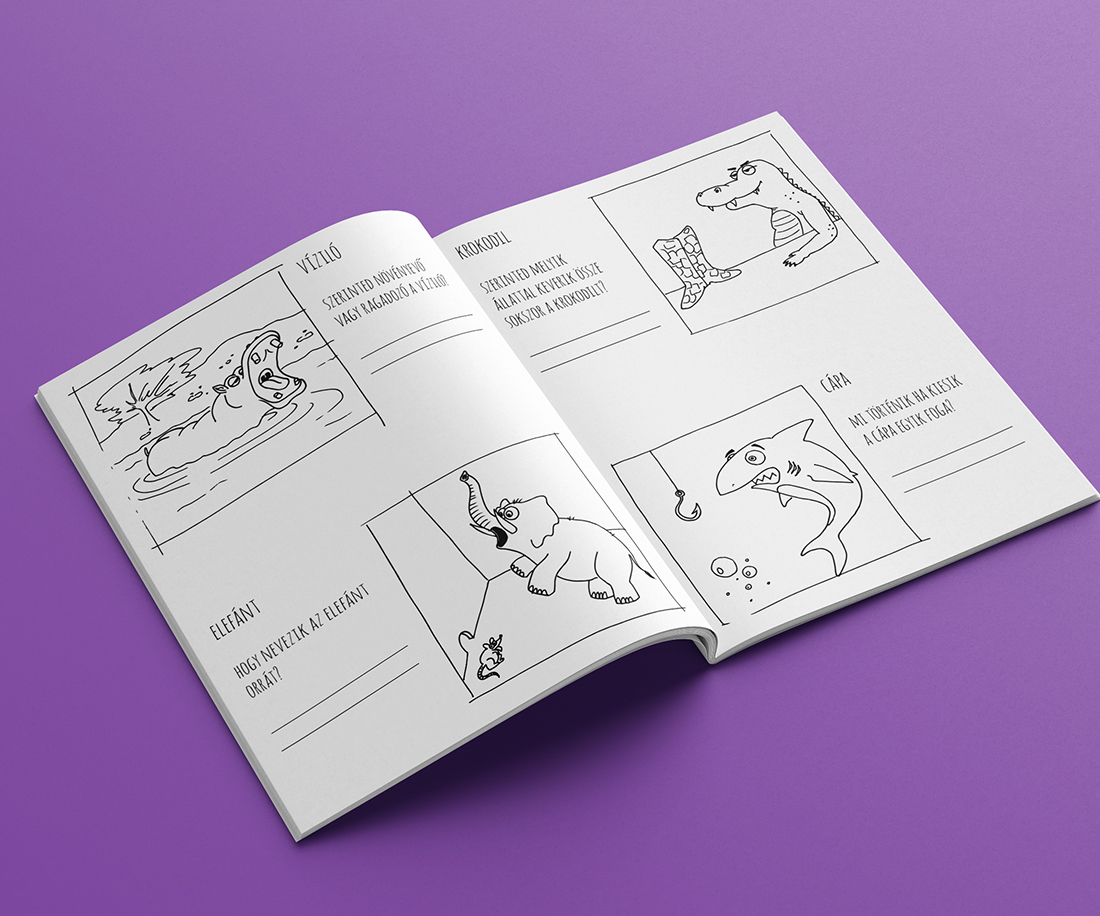 VÍZILÓ
SZERINTED NÖVÉNYEVŐ
VAGY RAGADOZÓ A VÍZILÓ?
ELEFÁNT
HOGY NEVEZIK AZ ELEFÁNT
ORRÁT?
KROKODIL
SZERINTED MELYIK
ÁLLATTAL KEVERIK ÖSSZE
SOKSZOR A KROKODILT?
CÁPA
MI TÖRTÉNIK HA KIESIK
A CÁPA EGYIK FOGA?